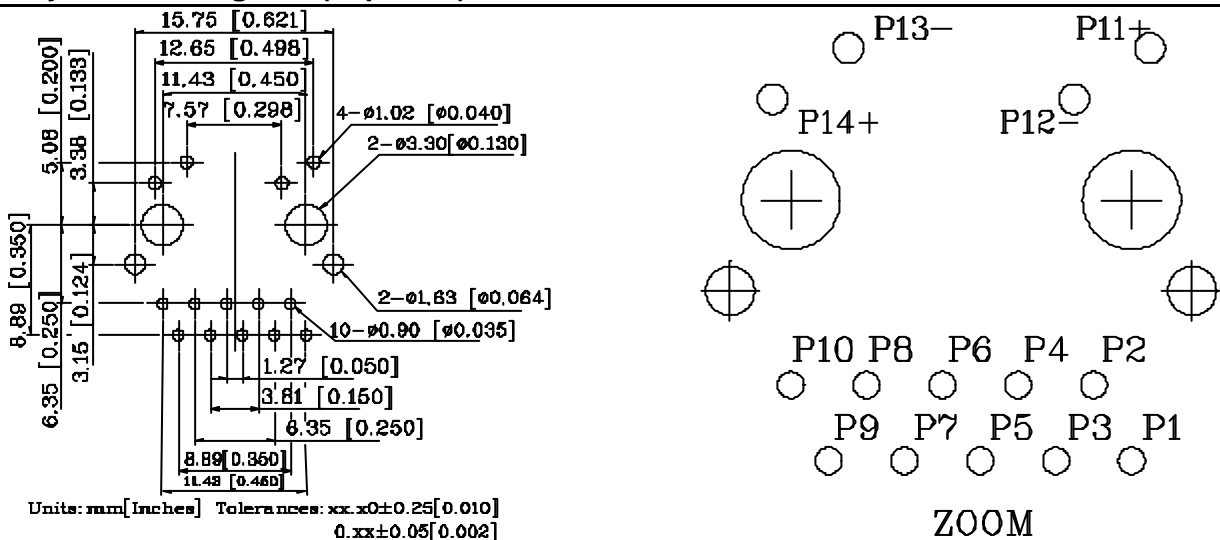 15.75 [0.621]
12.65 [0.498]
11.43 [0.450]
7.57 [0.298]
5.08 [0.200]
3.38 [0.133]
4-ø1.02 [ø0.040]
2-ø3.30[ø0.130]
8.89 [0.350]
6.35 [0.250]
3.15 [0.124]
2-ø1.63 [ø0.064]
10-ø0.90 [ø0.035]
1.27 [0.050]
3.81 [0.150]
6.35 [0.250]
8.89[0.350]
11.43 [0.450]
Units: mm[Inches] Tolerances: xx.x0±0.25[0.010]
0.xx±0.05[0.002]
P13- P11+
P14+ P12-
P10 P8 P6 P4 P2
P9 P7 P5 P3 P1
ZOOM